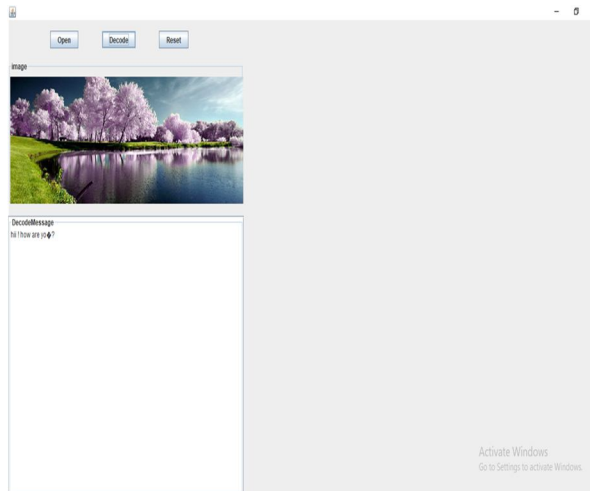 Open Decode Reset
image
DecodeMessage
hii ! how are yo�?
Activate Windows
Go to Settings to activate Windows.